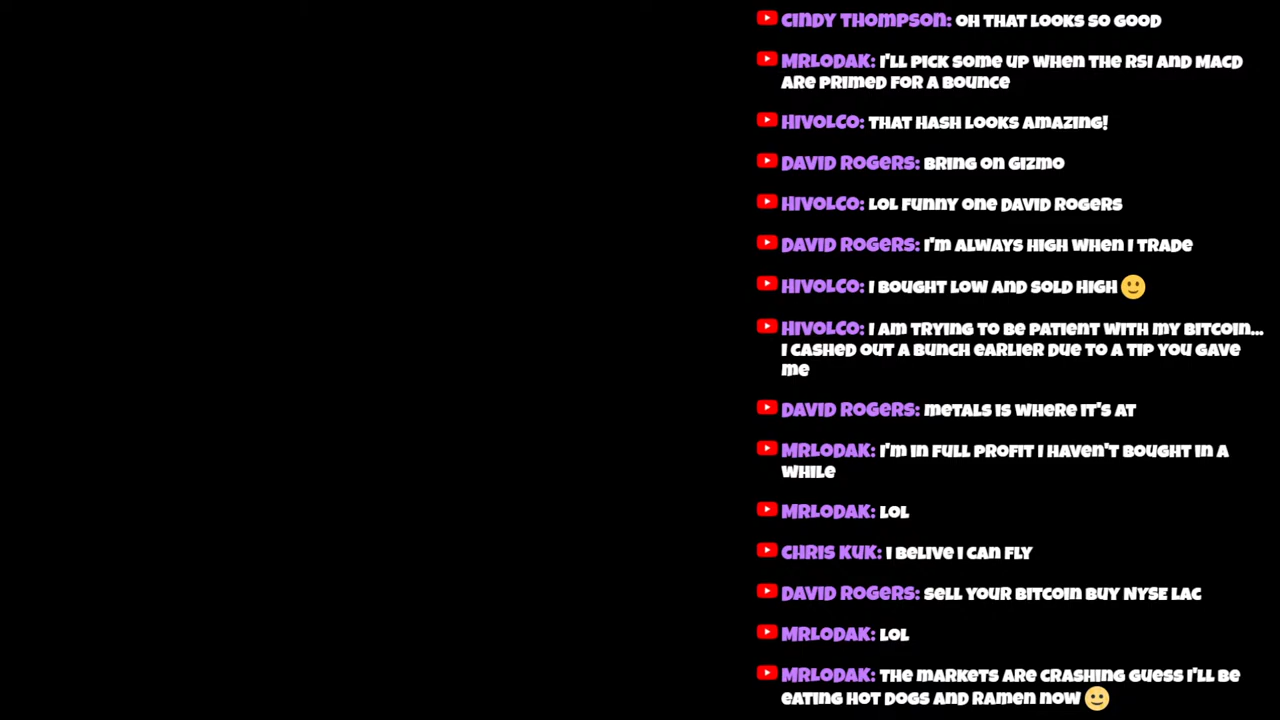 CINDY THOMPSON: OH THAT LOOKS SO GOOD
MRLODAK: I'LL PICK SOME UP WHEN THE RSI AND MACD
ARE PRIMED FOR A BOUNCE
HIVOLCO: THAT HASH LOOKS AMAZING!
DAVID ROGERS: BRING ON GIZMO
HIVOLCO: LOL FUNNY ONE DAVID ROGERS
DAVID ROGERS: I'M ALWAYS HIGH WHEN I TRADE
HIVOLCO: I BOUGHT LOW AND SOLD HIGH 🙂
HIVOLCO: I AM TRYING TO BE PATIENT WITH MY BITCOIN...
I CASHED OUT A BUNCH EARLIER DUE TO A TIP YOU GAVE
ME
DAVID ROGERS: METALS IS WHERE IT'S AT
MRLODAK: I'M IN FULL PROFIT I HAVEN'T BOUGHT IN A
WHILE
MRLODAK: LOL
CHRIS KUK: I BELIVE I CAN FLY
DAVID ROGERS: SELL YOUR BITCOIN BUY NYSE LAC
MRLODAK: LOL
MRLODAK: THE MARKETS ARE CRASHING GUESS I'LL BE
EATING HOT DOGS AND RAMEN NOW 🙂